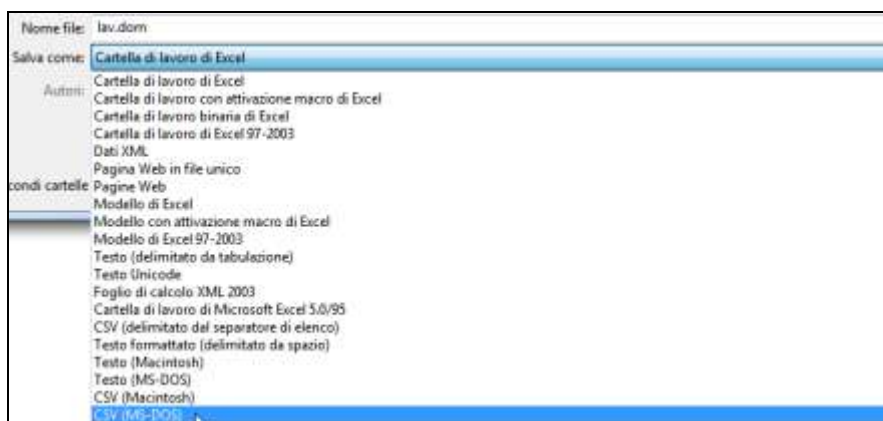 Nome file: lav.dom
Salva come: Cartella di lavoro di Excel
Autori:
Cartella di lavoro di Excel
Cartella di lavoro con attivazione macro di Excel
Cartella di lavoro binaria di Excel
Cartella di lavoro di Excel 97-2003
Dati XML
Pagina Web in file unico
condi cartelle Pagine Web
Modello di Excel
Modello con attivazione macro di Excel
Modello di Excel 97-2003
Testo (delimitato da tabulazione)
Testo Unicode
Foglio di calcolo XML 2003
Cartella di lavoro di Microsoft Excel 5.0/95
CSV (delimitato dal separatore di elenco)
Testo formattato (delimitato da spazio)
Testo (Macintosh)
Testo (MS-DOS)
CSV (Macintosh)
CSV (MS-DOS)